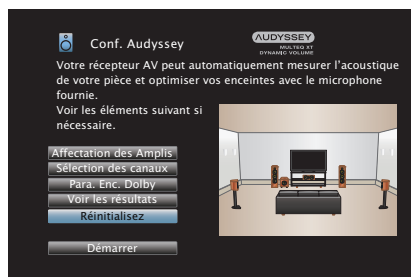 Conf. Audyssey
AUDYSSEY
MULTEQ XT
DYNAMIC VOLUME
Votre récepteur AV peut automatiquement mesurer l’acoustique
de votre pièce et optimiser vos enceintes avec le microphone
fournie.
Voir les éléments suivant si
nécessaire.
Affectation des Amplis
Sélection des canaux
Para. Enc. Dolby
Voir les résultats
Réinitialisez
Démarrer